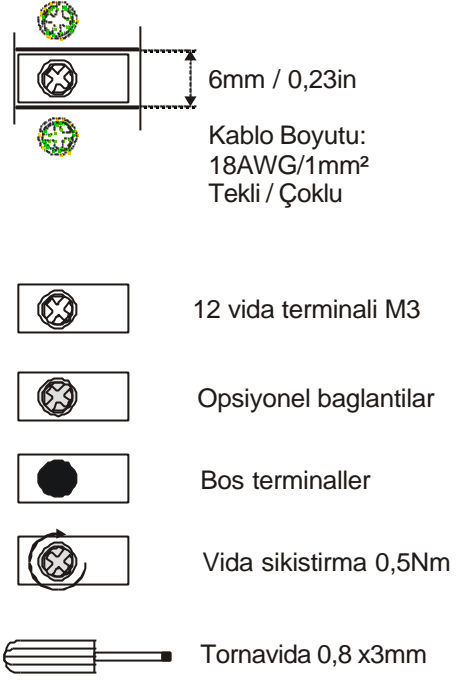 6mm / 0,23in
Kablo Boyutu:
18AWG/1mm²
Tekli / Çoklu
12 vida terminali M3
Opsiyonel baglantilar
Bos terminaller
Vida sikistirma 0,5Nm
Tornavida 0,8 x3mm